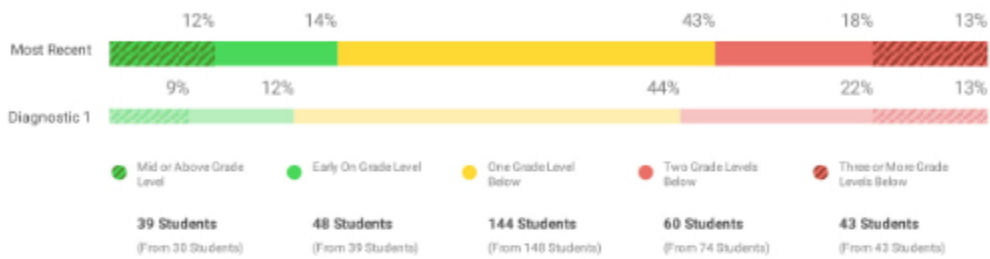 12% 14% 43% 18% 13%
Most Recent
9% 12% 44% 22% 13%
Diagnostic 1
Mid or Above Grade Level
Early On Grade Level
One Grade Level Below
Two Grade Levels Below
Three or More Grade Levels Below
39 Students
48 Students
144 Students
60 Students
43 Students
(From 30 Students)
(From 39 Students)
(From 148 Students)
(From 74 Students)
(From 43 Students)